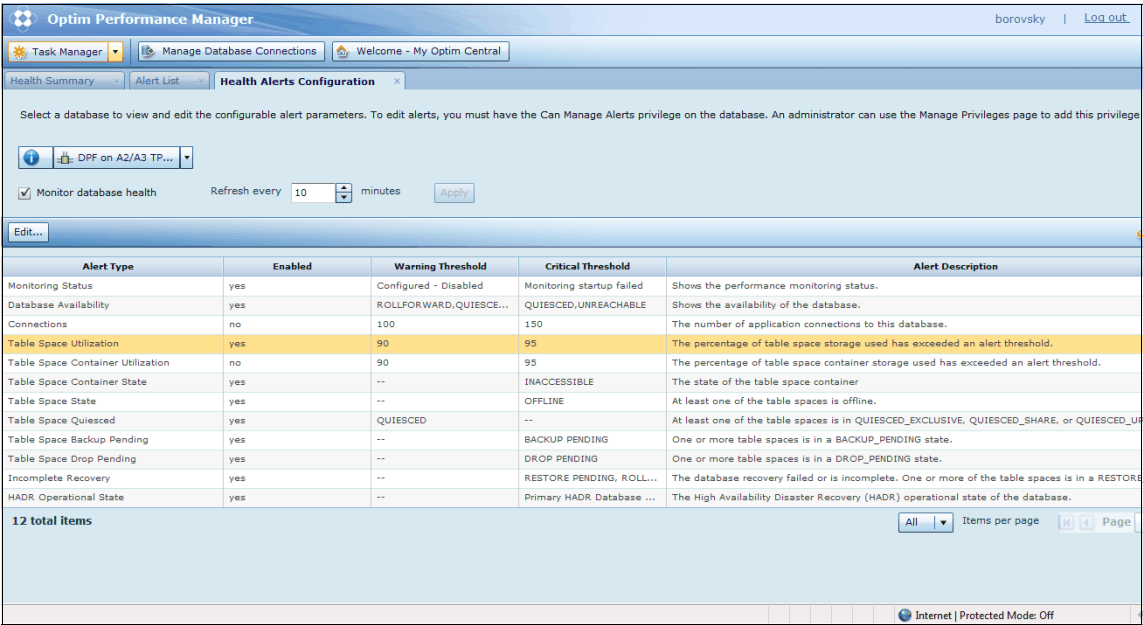 Optim Performance Manager borovsky | Log out
Task Manager Manage Database Connections Welcome - My Optim Central
Health Summary Alert List Health Alerts Configuration ×
Select a database to view and edit the configurable alert parameters. To edit alerts, you must have the Can Manage Alerts privilege on the database. An administrator can use the Manage Privileges page to add this privilege
DPF on A2/A3 TP...
Monitor database health Refresh every 10 minutes Apply
Edit...
Alert Type Enabled Warning Threshold Critical Threshold Alert Description
Monitoring Status yes Configured - Disabled Monitoring startup failed Shows the performance monitoring status.
Database Availability yes ROLLFORWARD,QUIESCE... QUIESCED,UNREACHABLE Shows the availability of the database.
Connections no 100 150 The number of application connections to this database.
Table Space Utilization yes 90 95 The percentage of table space storage used has exceeded an alert threshold.
Table Space Container Utilization no 90 95 The percentage of table space container storage used has exceeded an alert threshold.
Table Space Container State yes -- INACCESSIBLE The state of the table space container
Table Space State yes -- OFFLINE At least one of the table spaces is offline.
Table Space Quiesced yes QUIESCED -- At least one of the table spaces is in QUIESCED_EXCLUSIVE, QUIESCED_SHARE, or QUIESCED_UP
Table Space Backup Pending yes -- BACKUP PENDING One or more table spaces is in a BACKUP_PENDING state.
Table Space Drop Pending yes -- DROP PENDING One or more table spaces is in a DROP_PENDING state.
Incomplete Recovery yes -- RESTORE PENDING, ROLL... The database recovery failed or is incomplete. One or more of the table spaces is in a RESTORE
HADR Operational State yes -- Primary HADR Database ... The High Availability Disaster Recovery (HADR) operational state of the database.
12 total items All Items per page Page
Internet | Protected Mode: Off